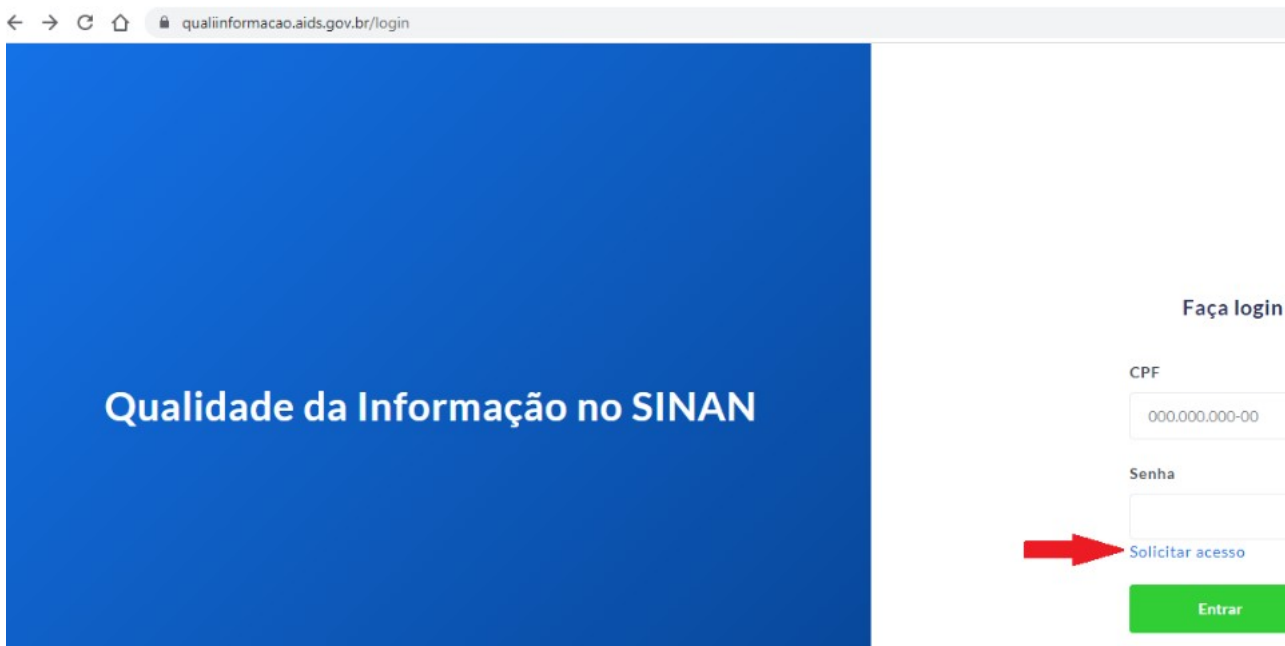 qualiinformacao.aids.gov.br/login
Qualidade da Informação no SINAN
Faça login
CPF
000.000.000-00
Senha
Solicitar acesso
Entrar